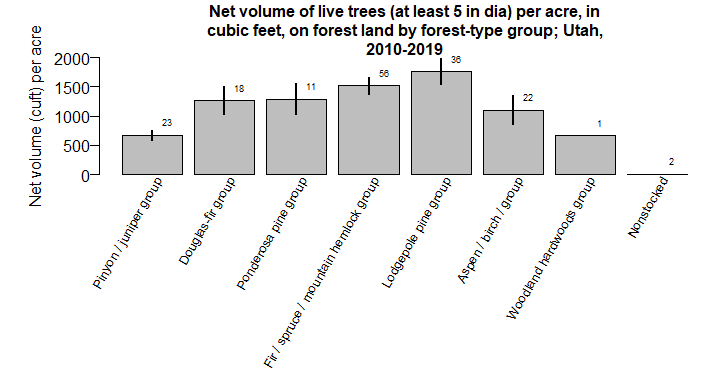 Net volume of live trees (at least 5 in dia) per acre, in
cubic feet, on forest land by forest-type group; Utah,
2010-2019
Net volume (cuft) per acre
2000
1500
1000
500
0
23
18
11
56
36
22
1
2
Pinyon / juniper group
Douglas-fir group
Ponderosa pine group
Fir / spruce / mountain hemlock group
Lodgepole pine group
Aspen / birch / group
Woodland hardwoods group
Nonstocked